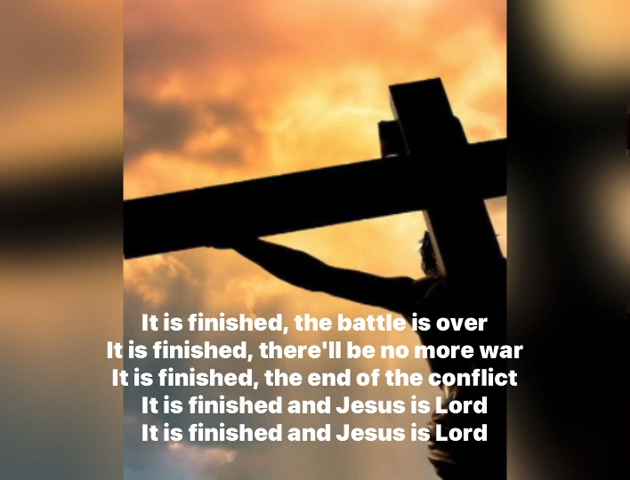 It is finished, the battle is over
It is finished, there'll be no more war
It is finished, the end of the conflict
It is finished and Jesus is Lord
It is finished and Jesus is Lord